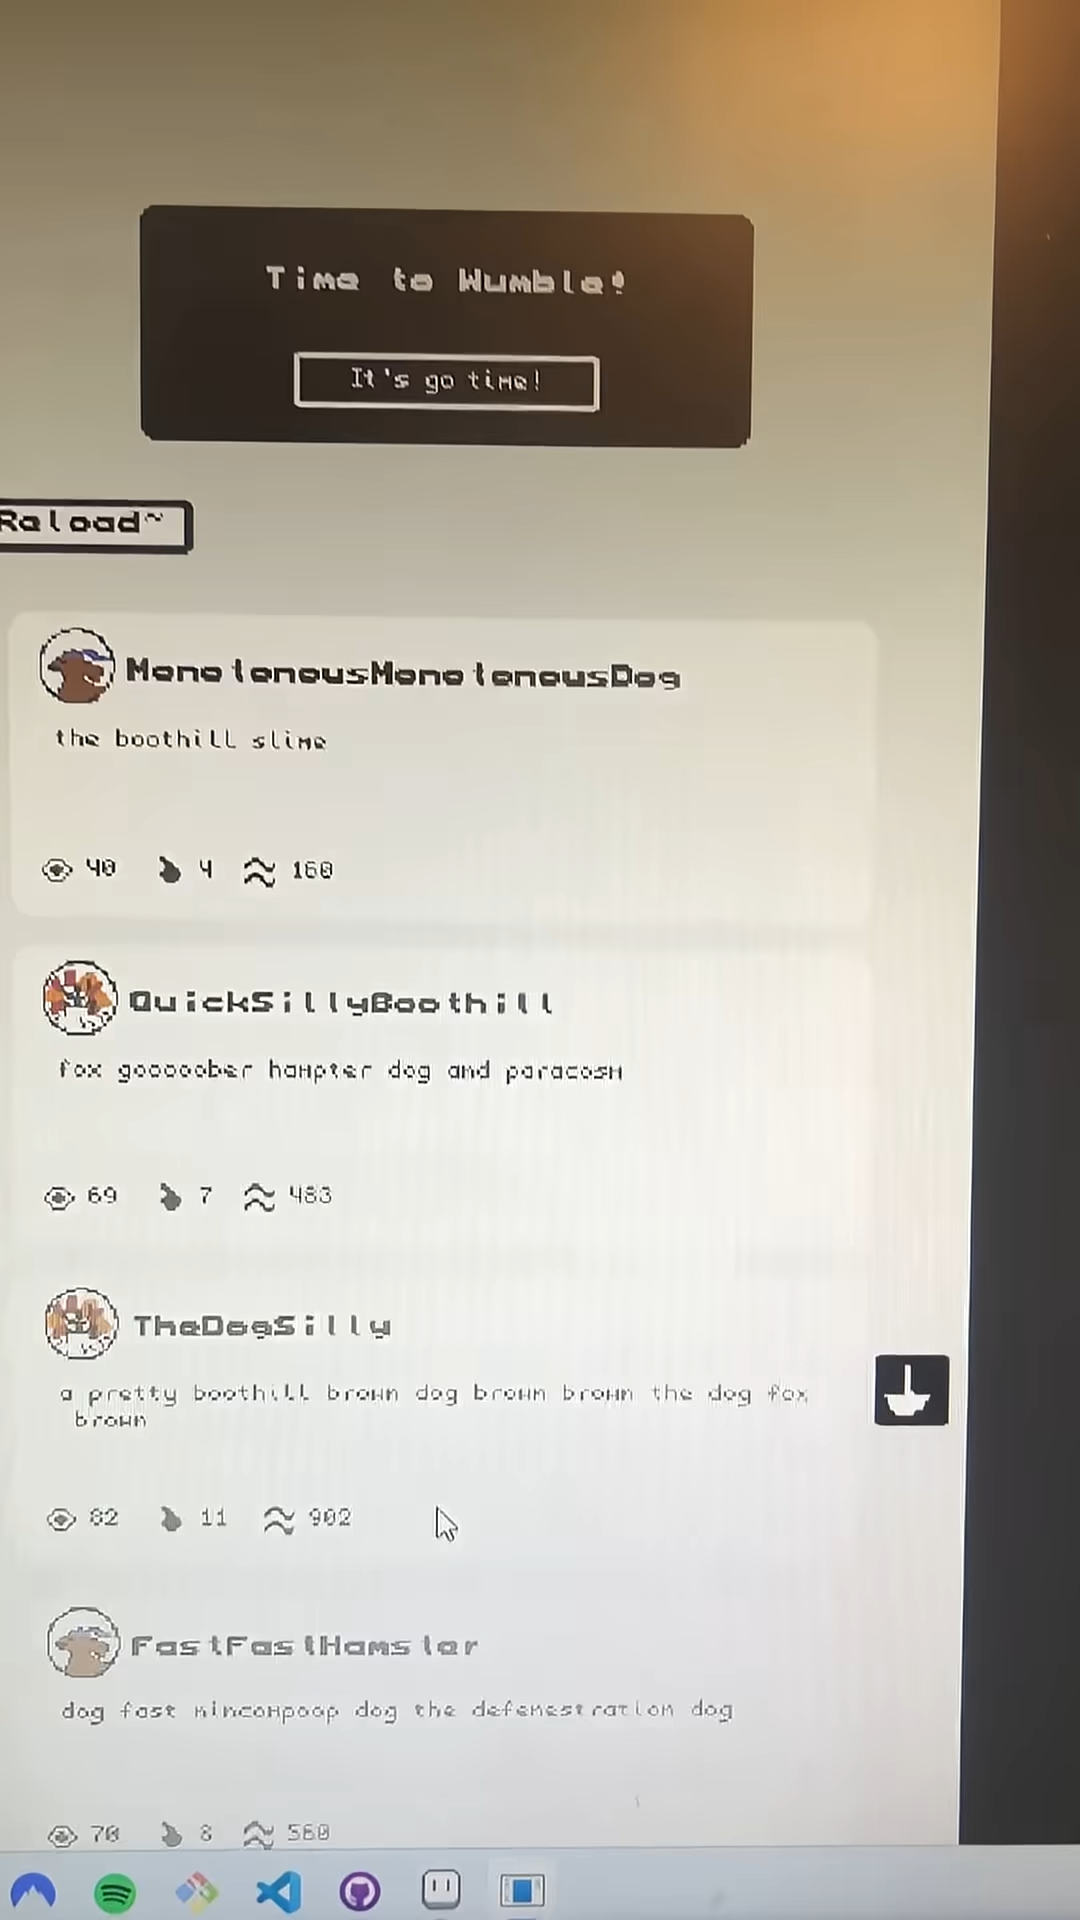 Time to Wumble!
It's go time!
Reload~
MonotonousMonotonousDog
the boothill slime
40 4 160
QuickSillyBoothill
fox gooooober hampter dog and paracosm
69 7 483
TheDogSilly
a pretty boothill brown dog brown brown the dog fox
brown
82 11 902
FastFastHamster
dog fast nincompoop dog the defenestration dog
70 8 560